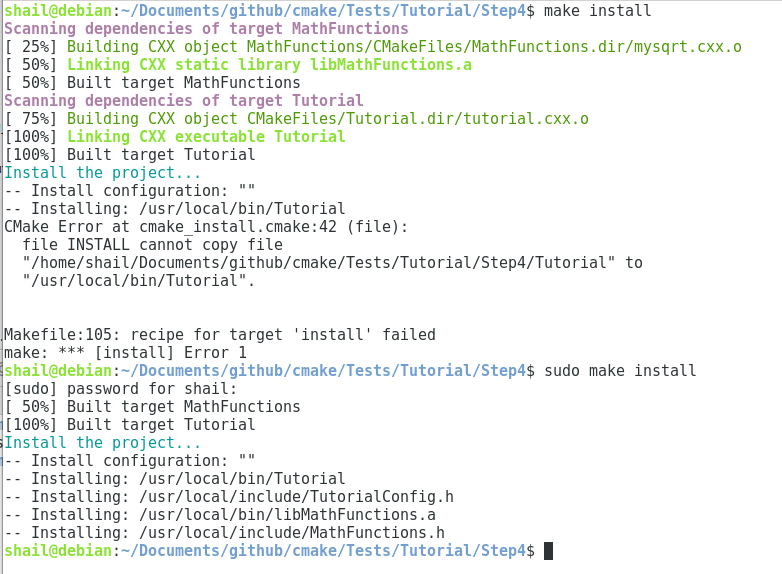 shail@debian:~/Documents/github/cmake/Tests/Tutorial/Step4$ make install
Scanning dependencies of target MathFunctions
[ 25%] Building CXX object MathFunctions/CMakeFiles/MathFunctions.dir/mysqrt.cxx.o
[ 50%] Linking CXX static library libMathFunctions.a
[ 50%] Built target MathFunctions
Scanning dependencies of target Tutorial
[ 75%] Building CXX object CMakeFiles/Tutorial.dir/tutorial.cxx.o
[100%] Linking CXX executable Tutorial
[100%] Built target Tutorial
Install the project...
-- Install configuration: ""
-- Installing: /usr/local/bin/Tutorial
CMake Error at cmake_install.cmake:42 (file):
  file INSTALL cannot copy file
  "/home/shail/Documents/github/cmake/Tests/Tutorial/Step4/Tutorial" to
  "/usr/local/bin/Tutorial".
Makefile:105: recipe for target 'install' failed
make: *** [install] Error 1
shail@debian:~/Documents/github/cmake/Tests/Tutorial/Step4$ sudo make install
[sudo] password for shail:
[ 50%] Built target MathFunctions
[100%] Built target Tutorial
Install the project...
-- Install configuration: ""
-- Installing: /usr/local/bin/Tutorial
-- Installing: /usr/local/include/TutorialConfig.h
-- Installing: /usr/local/bin/libMathFunctions.a
-- Installing: /usr/local/include/MathFunctions.h
shail@debian:~/Documents/github/cmake/Tests/Tutorial/Step4$